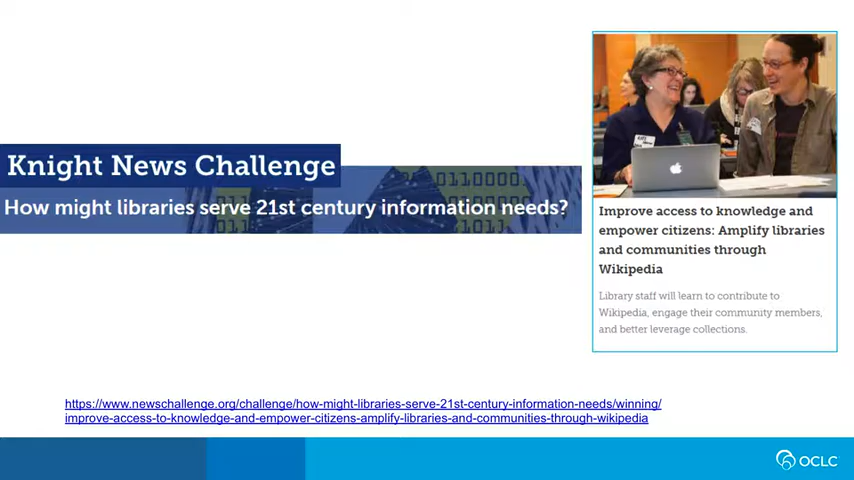 Knight News Challenge
How might libraries serve 21st century information needs?
Improve access to knowledge and
empower citizens: Amplify libraries
and communities through
Wikipedia
Library staff will learn to contribute to
Wikipedia, engage their community members,
and better leverage collections.
https://www.newschallenge.org/challenge/how-might-libraries-serve-21st-century-information-needs/winning/
improve-access-to-knowledge-and-empower-citizens-amplify-libraries-and-communities-through-wikipedia
OCLC